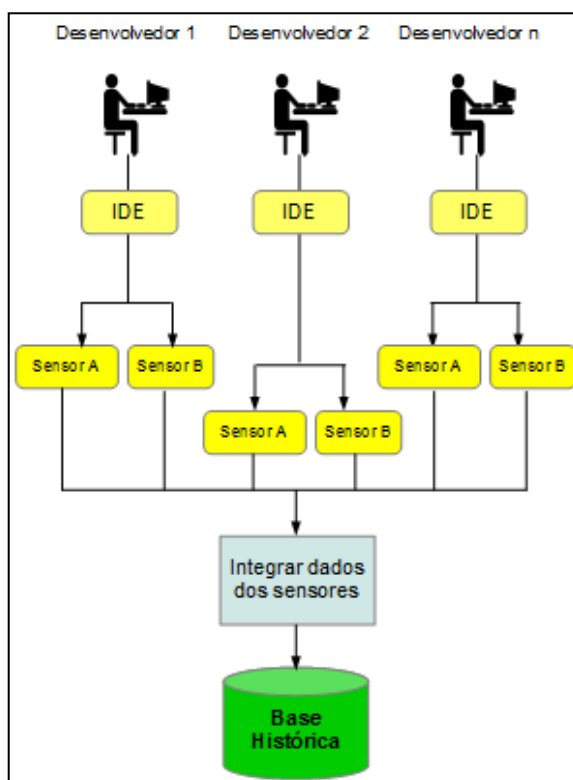 Desenvolvedor 1
Desenvolvedor 2
Desenvolvedor n
IDE
IDE
IDE
Sensor A
Sensor B
Sensor A
Sensor B
Sensor A
Sensor B
Integrar dados
dos sensores
Base
Histórica